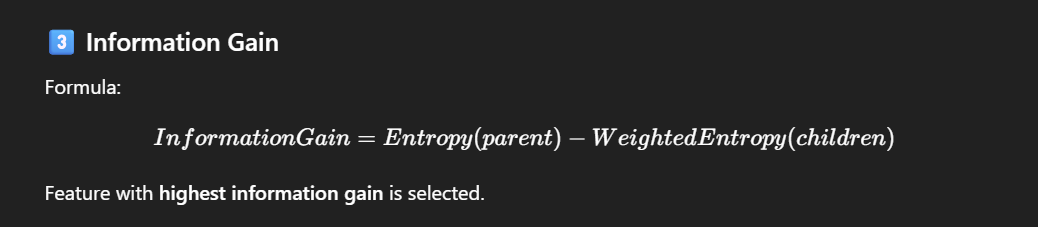 3 Information Gain
Formula:
InformationGain = Entropy(parent) − WeightedEntropy(children)
Feature with highest information gain is selected.